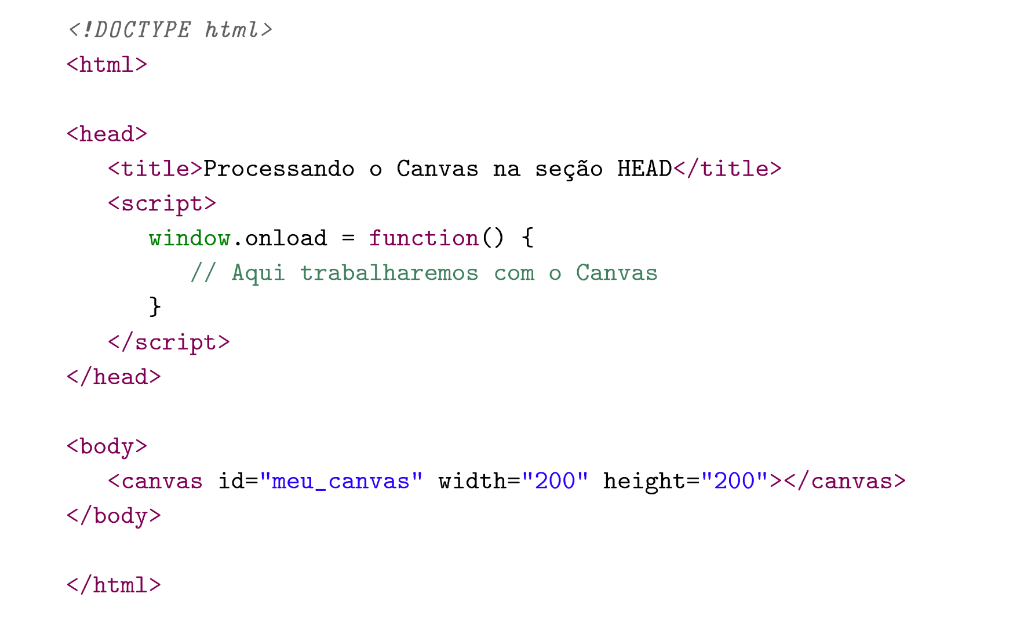 <!DOCTYPE html>
<html>
<head>
<title>Processando o Canvas na seção HEAD</title>
<script>
window.onload = function() {
// Aqui trabalharemos com o Canvas
}
</script>
</head>
<body>
<canvas id="meu_canvas" width="200" height="200"></canvas>
</body>
</html>